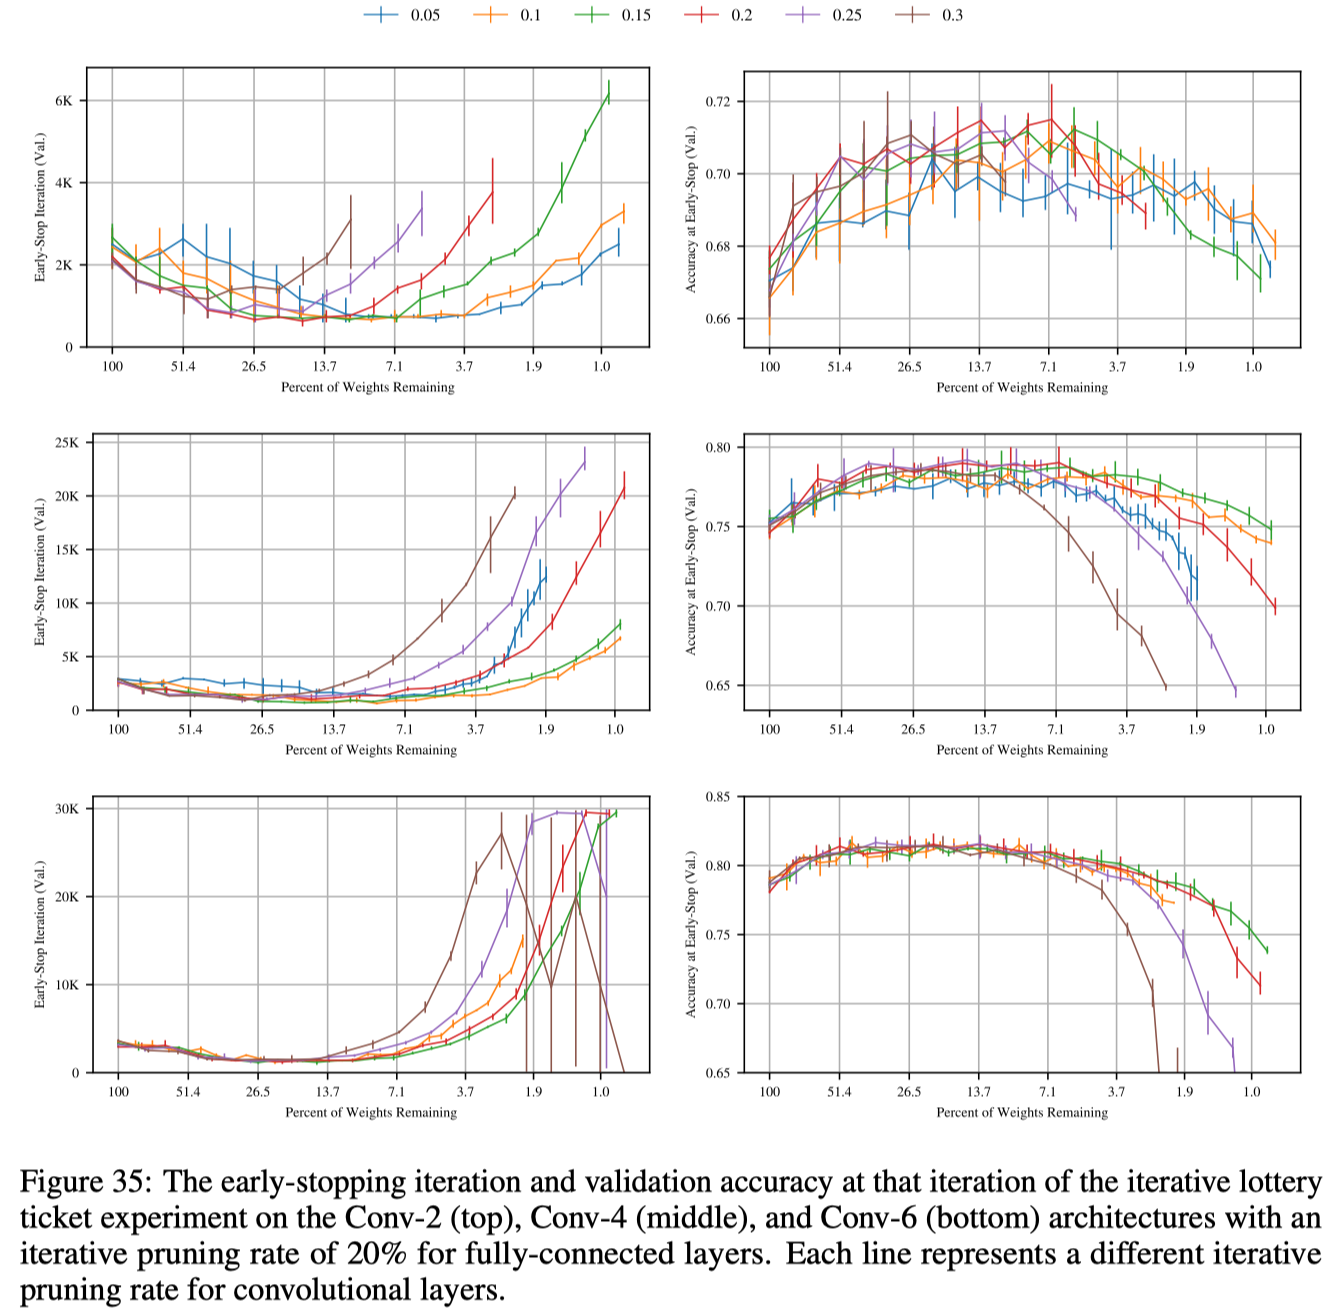 0.05 0.1 0.15 0.2 0.25 0.3
Early-Stop Iteration (Val.)
6K
4K
2K
0
100 51.4 26.5 13.7 7.1 3.7 1.9 1.0
Percent of Weights Remaining
Accuracy at Early-Stop (Val.)
0.72
0.70
0.68
0.66
100 51.4 26.5 13.7 7.1 3.7 1.9 1.0
Percent of Weights Remaining
Early-Stop Iteration (Val.)
25K
20K
15K
10K
5K
0
100 51.4 26.5 13.7 7.1 3.7 1.9 1.0
Percent of Weights Remaining
Accuracy at Early-Stop (Val.)
0.80
0.75
0.70
0.65
100 51.4 26.5 13.7 7.1 3.7 1.9 1.0
Percent of Weights Remaining
Early-Stop Iteration (Val.)
30K
20K
10K
0
100 51.4 26.5 13.7 7.1 3.7 1.9 1.0
Percent of Weights Remaining
Accuracy at Early-Stop (Val.)
0.85
0.80
0.75
0.70
0.65
100 51.4 26.5 13.7 7.1 3.7 1.9 1.0
Percent of Weights Remaining
Figure 35: The early-stopping iteration and validation accuracy at that iteration of the iterative lottery
ticket experiment on the Conv-2 (top), Conv-4 (middle), and Conv-6 (bottom) architectures with an
iterative pruning rate of 20% for fully-connected layers. Each line represents a different iterative
pruning rate for convolutional layers.